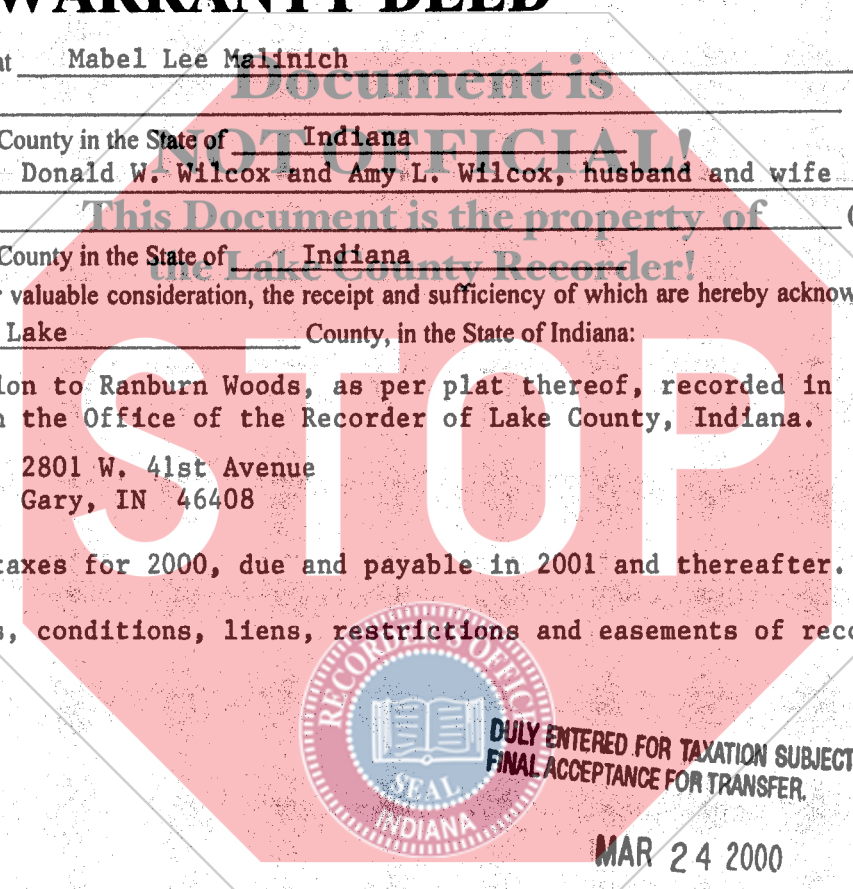 WARRANTY DEED
at Mabel Lee Malinich
Document is
County in the State of Indiana
NOT OFFICIAL!
Donald W. Wilcox and Amy L. Wilcox, husband and wife
This Document is the property of
County in the State of Indiana
the Lake County Recorder!
valuable consideration, the receipt and sufficiency of which are hereby acknow
Lake County, in the State of Indiana:
STOP
ion to Ranburn Woods, as per plat thereof, recorded in
n the Office of the Recorder of Lake County, Indiana.
2801 W. 41st Avenue
Gary, IN 46408
taxes for 2000, due and payable in 2001 and thereafter.
s, conditions, liens, restrictions and easements of reco
RECORDER'S OFFICE
SEAL
INDIANA
DULY ENTERED FOR TAXATION SUBJECT
FINAL ACCEPTANCE FOR TRANSFER.
MAR 24 2000